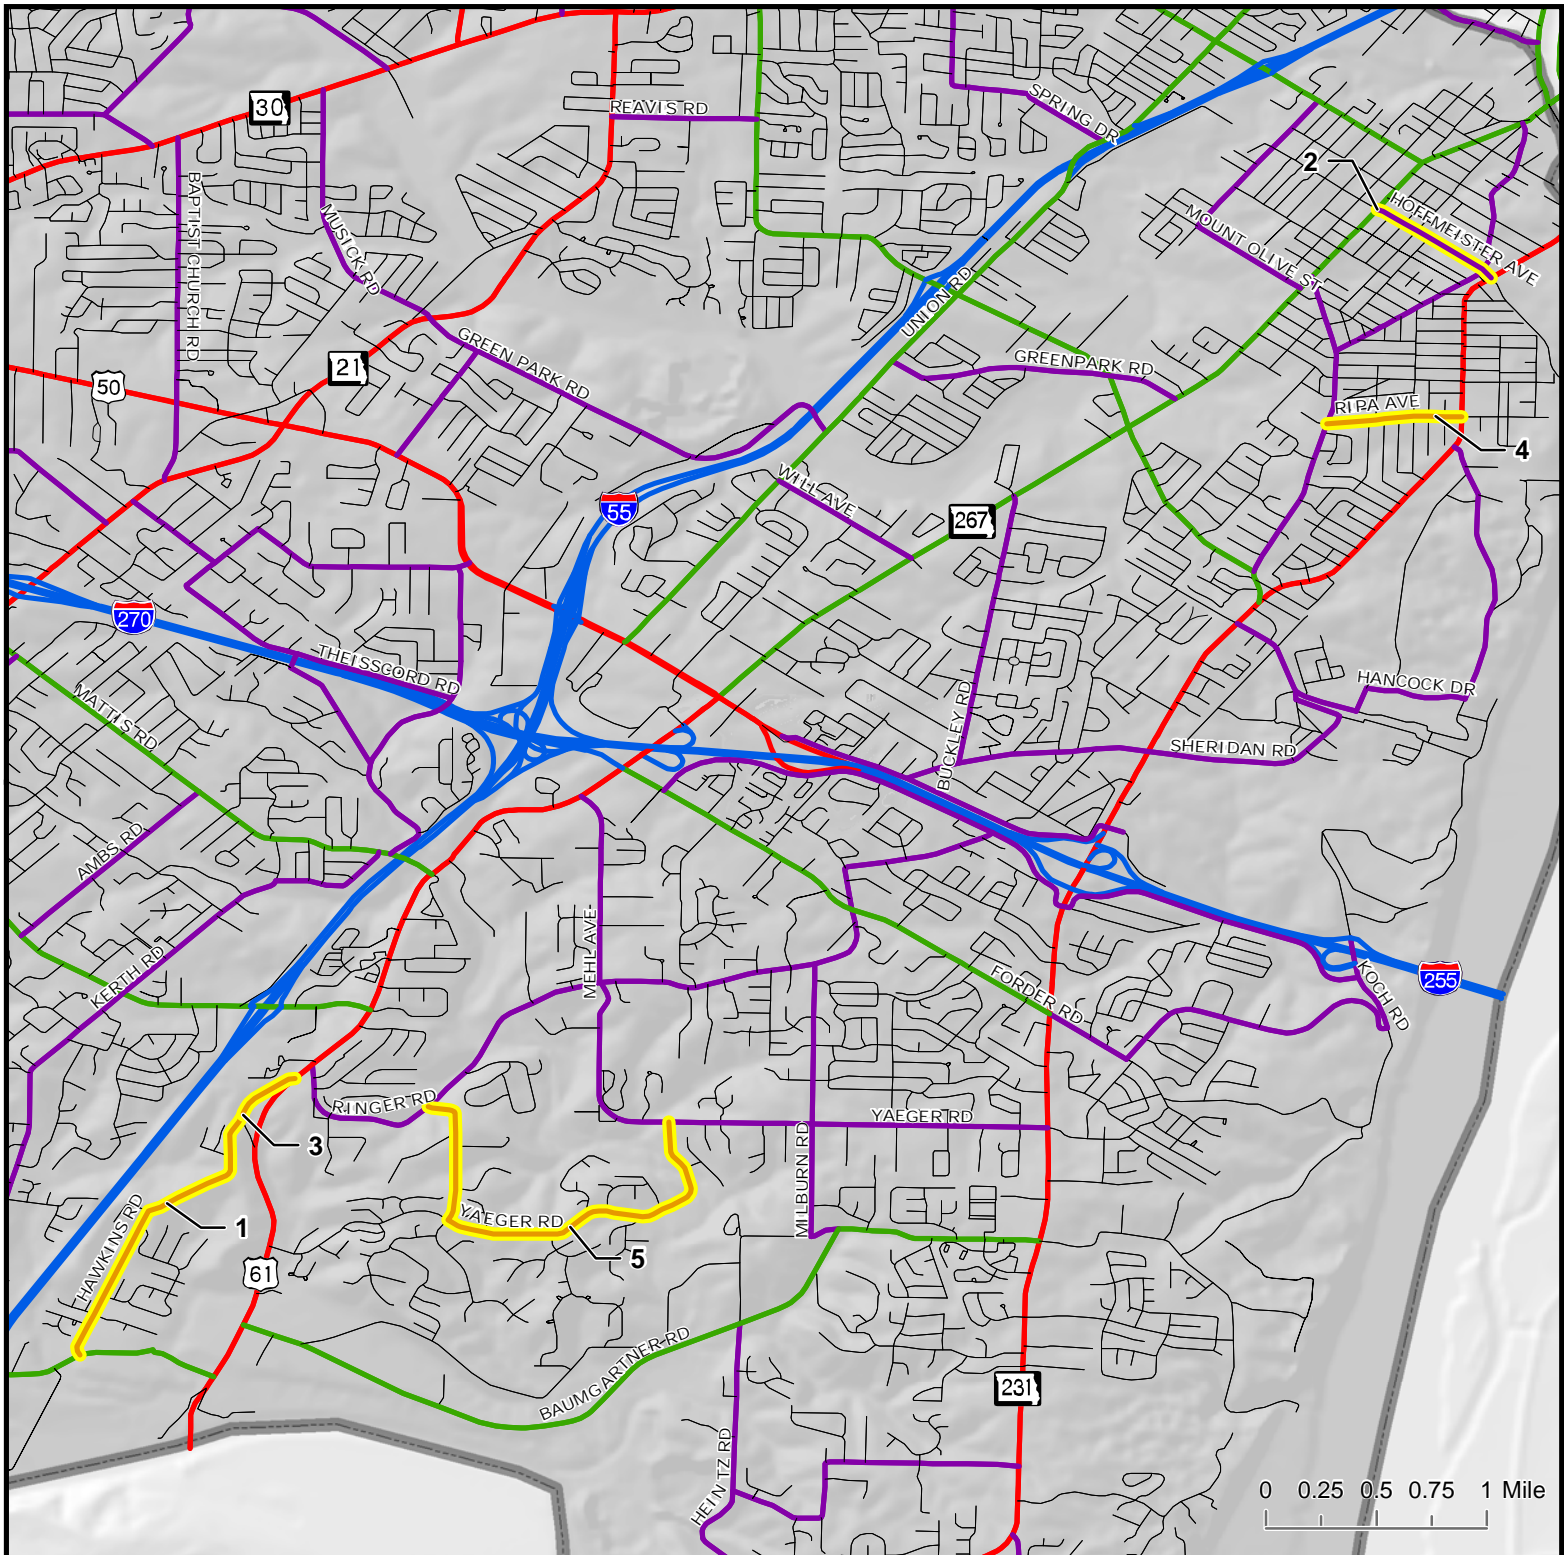 REAVIS RD
SPRING DR
30
2
HOFFMEISTER AVE
BAPTIST CHURCH RD
MUSICK RD
MOUNT OLIVE ST
UNION RD
21
GREEN PARK RD
GREENPARK RD
50
RIPA AVE
4
WILL AVE
55
267
270
THEISSGORD RD
MATTIS RD
HANCOCK DR
BUCKLEY RD
SHERIDAN RD
AMBS RD
MEHL AVE
KERTH RD
FORDER RD
KOCH RD
255
RINGER RD
YAEGER RD
3
MILBURN RD
HAWKINS RD
1
YAEGER RD
5
61
BAUMGARTNER RD
231
HEINTZ RD
0 0.25 0.5 0.75 1 Mile